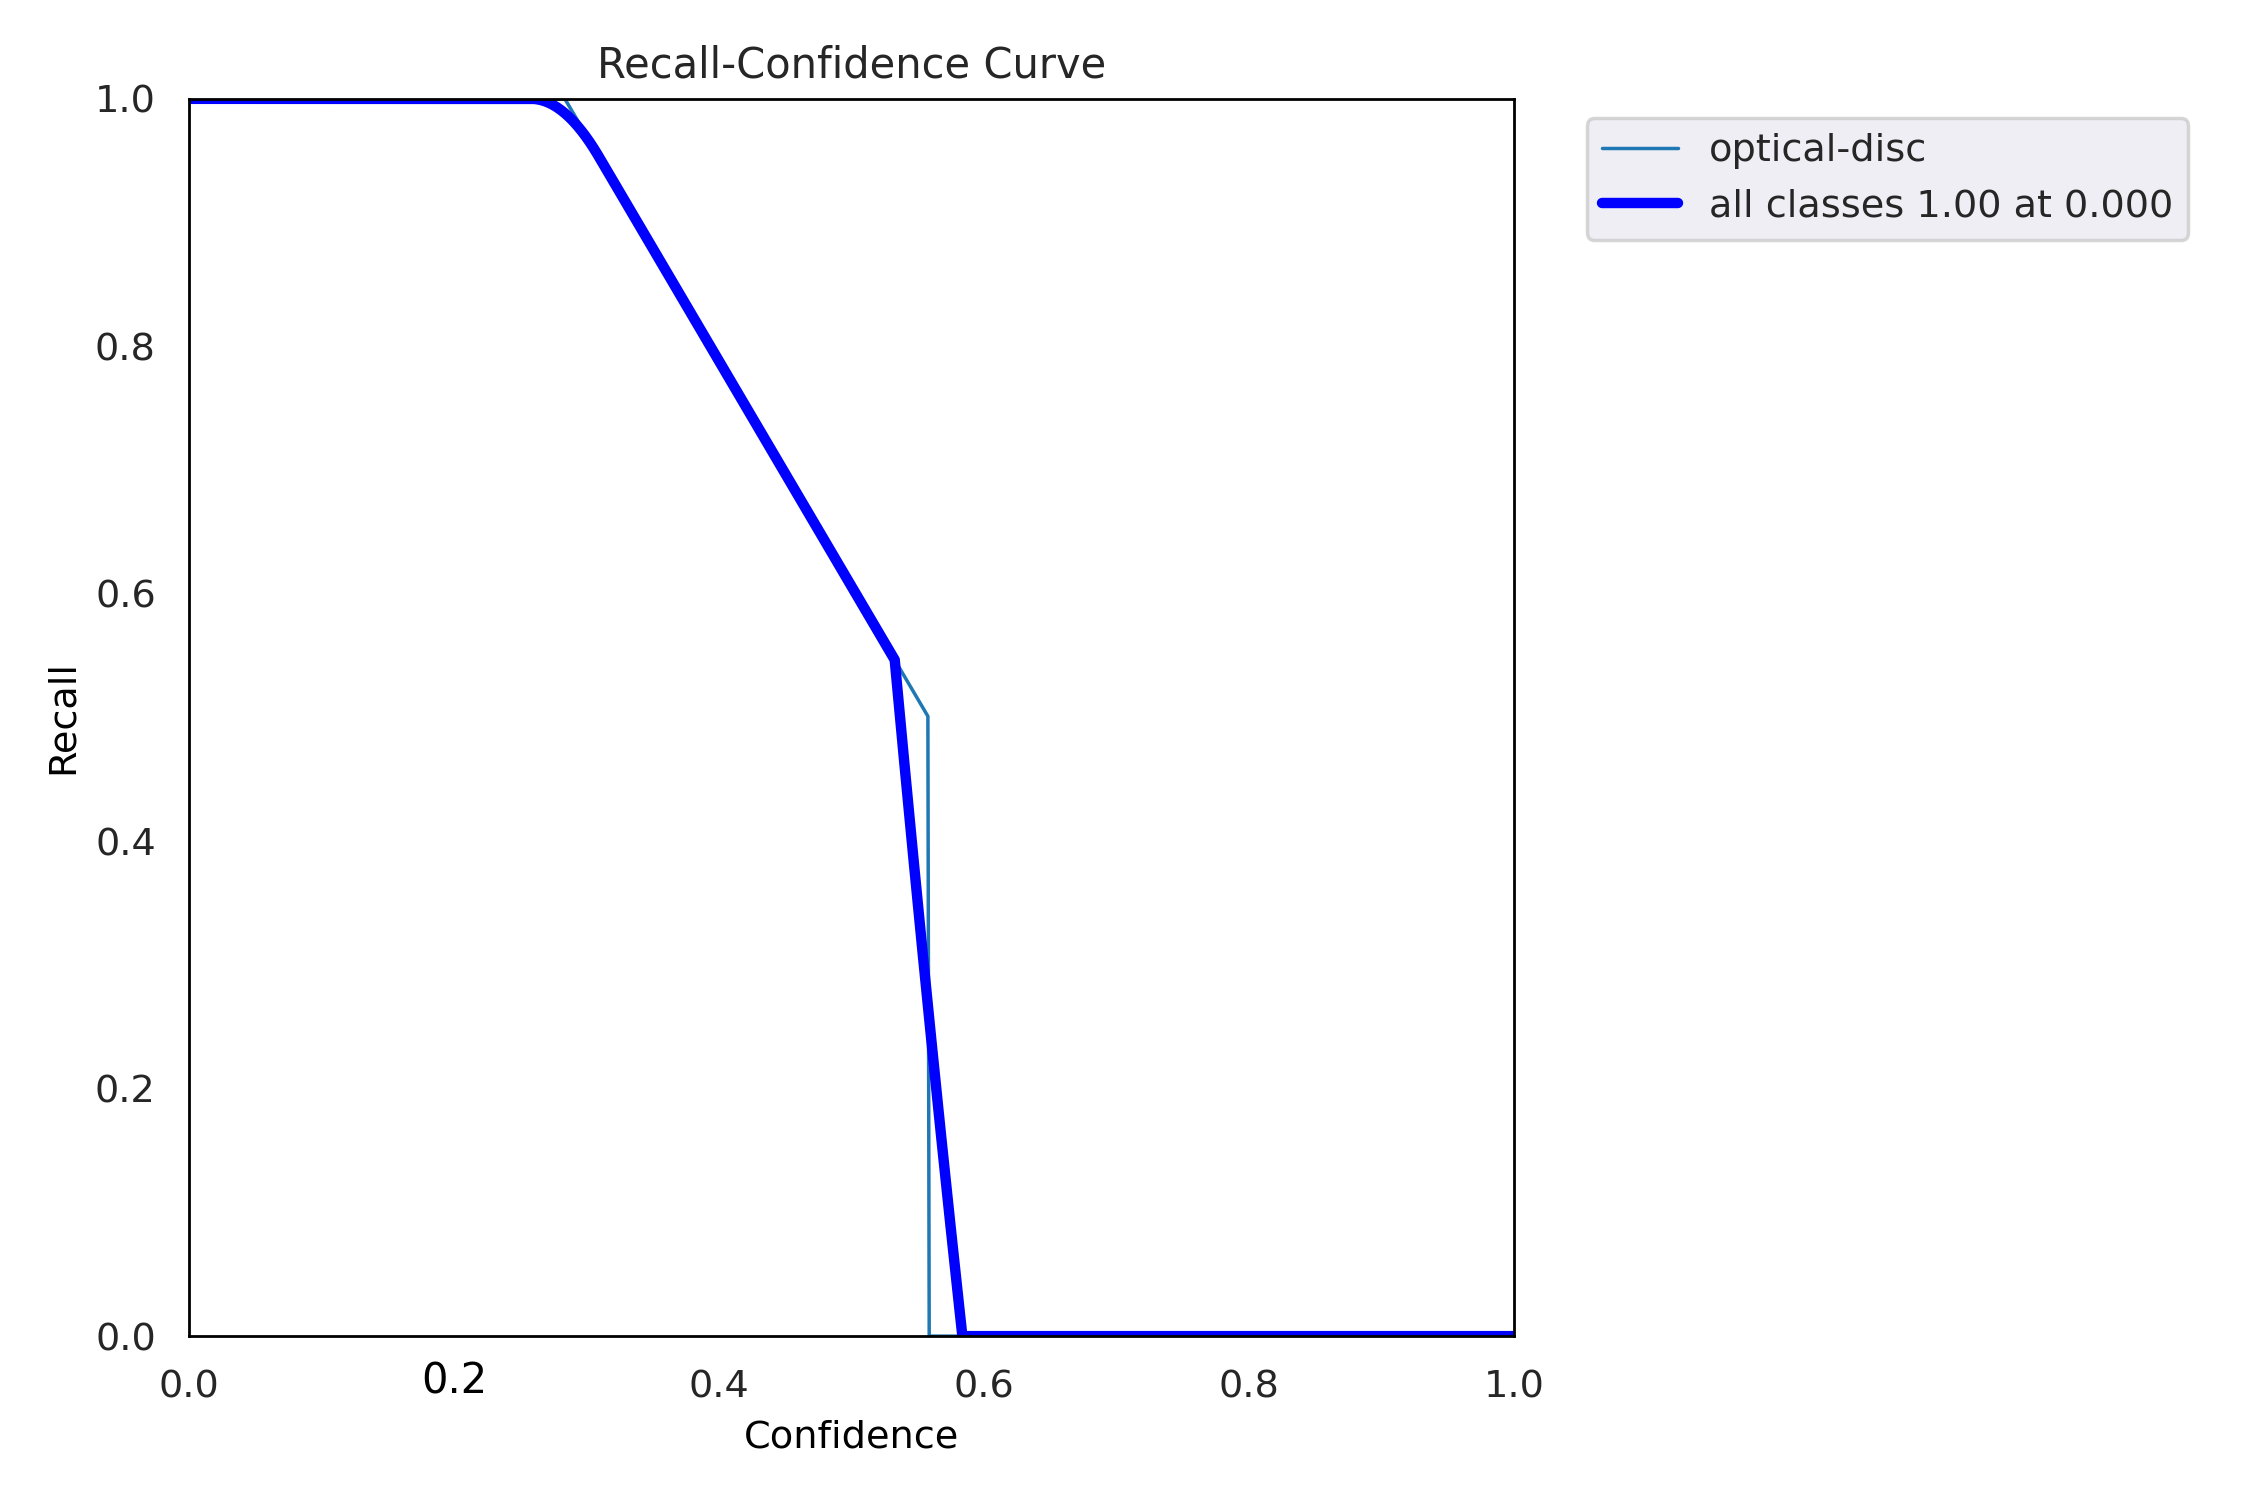 Recall-Confidence Curve
optical-disc
all classes 1.00 at 0.000
1.0
0.8
0.6
0.4
0.2
0.0
Recall
0.0 0.2 0.4 0.6 0.8 1.0
Confidence